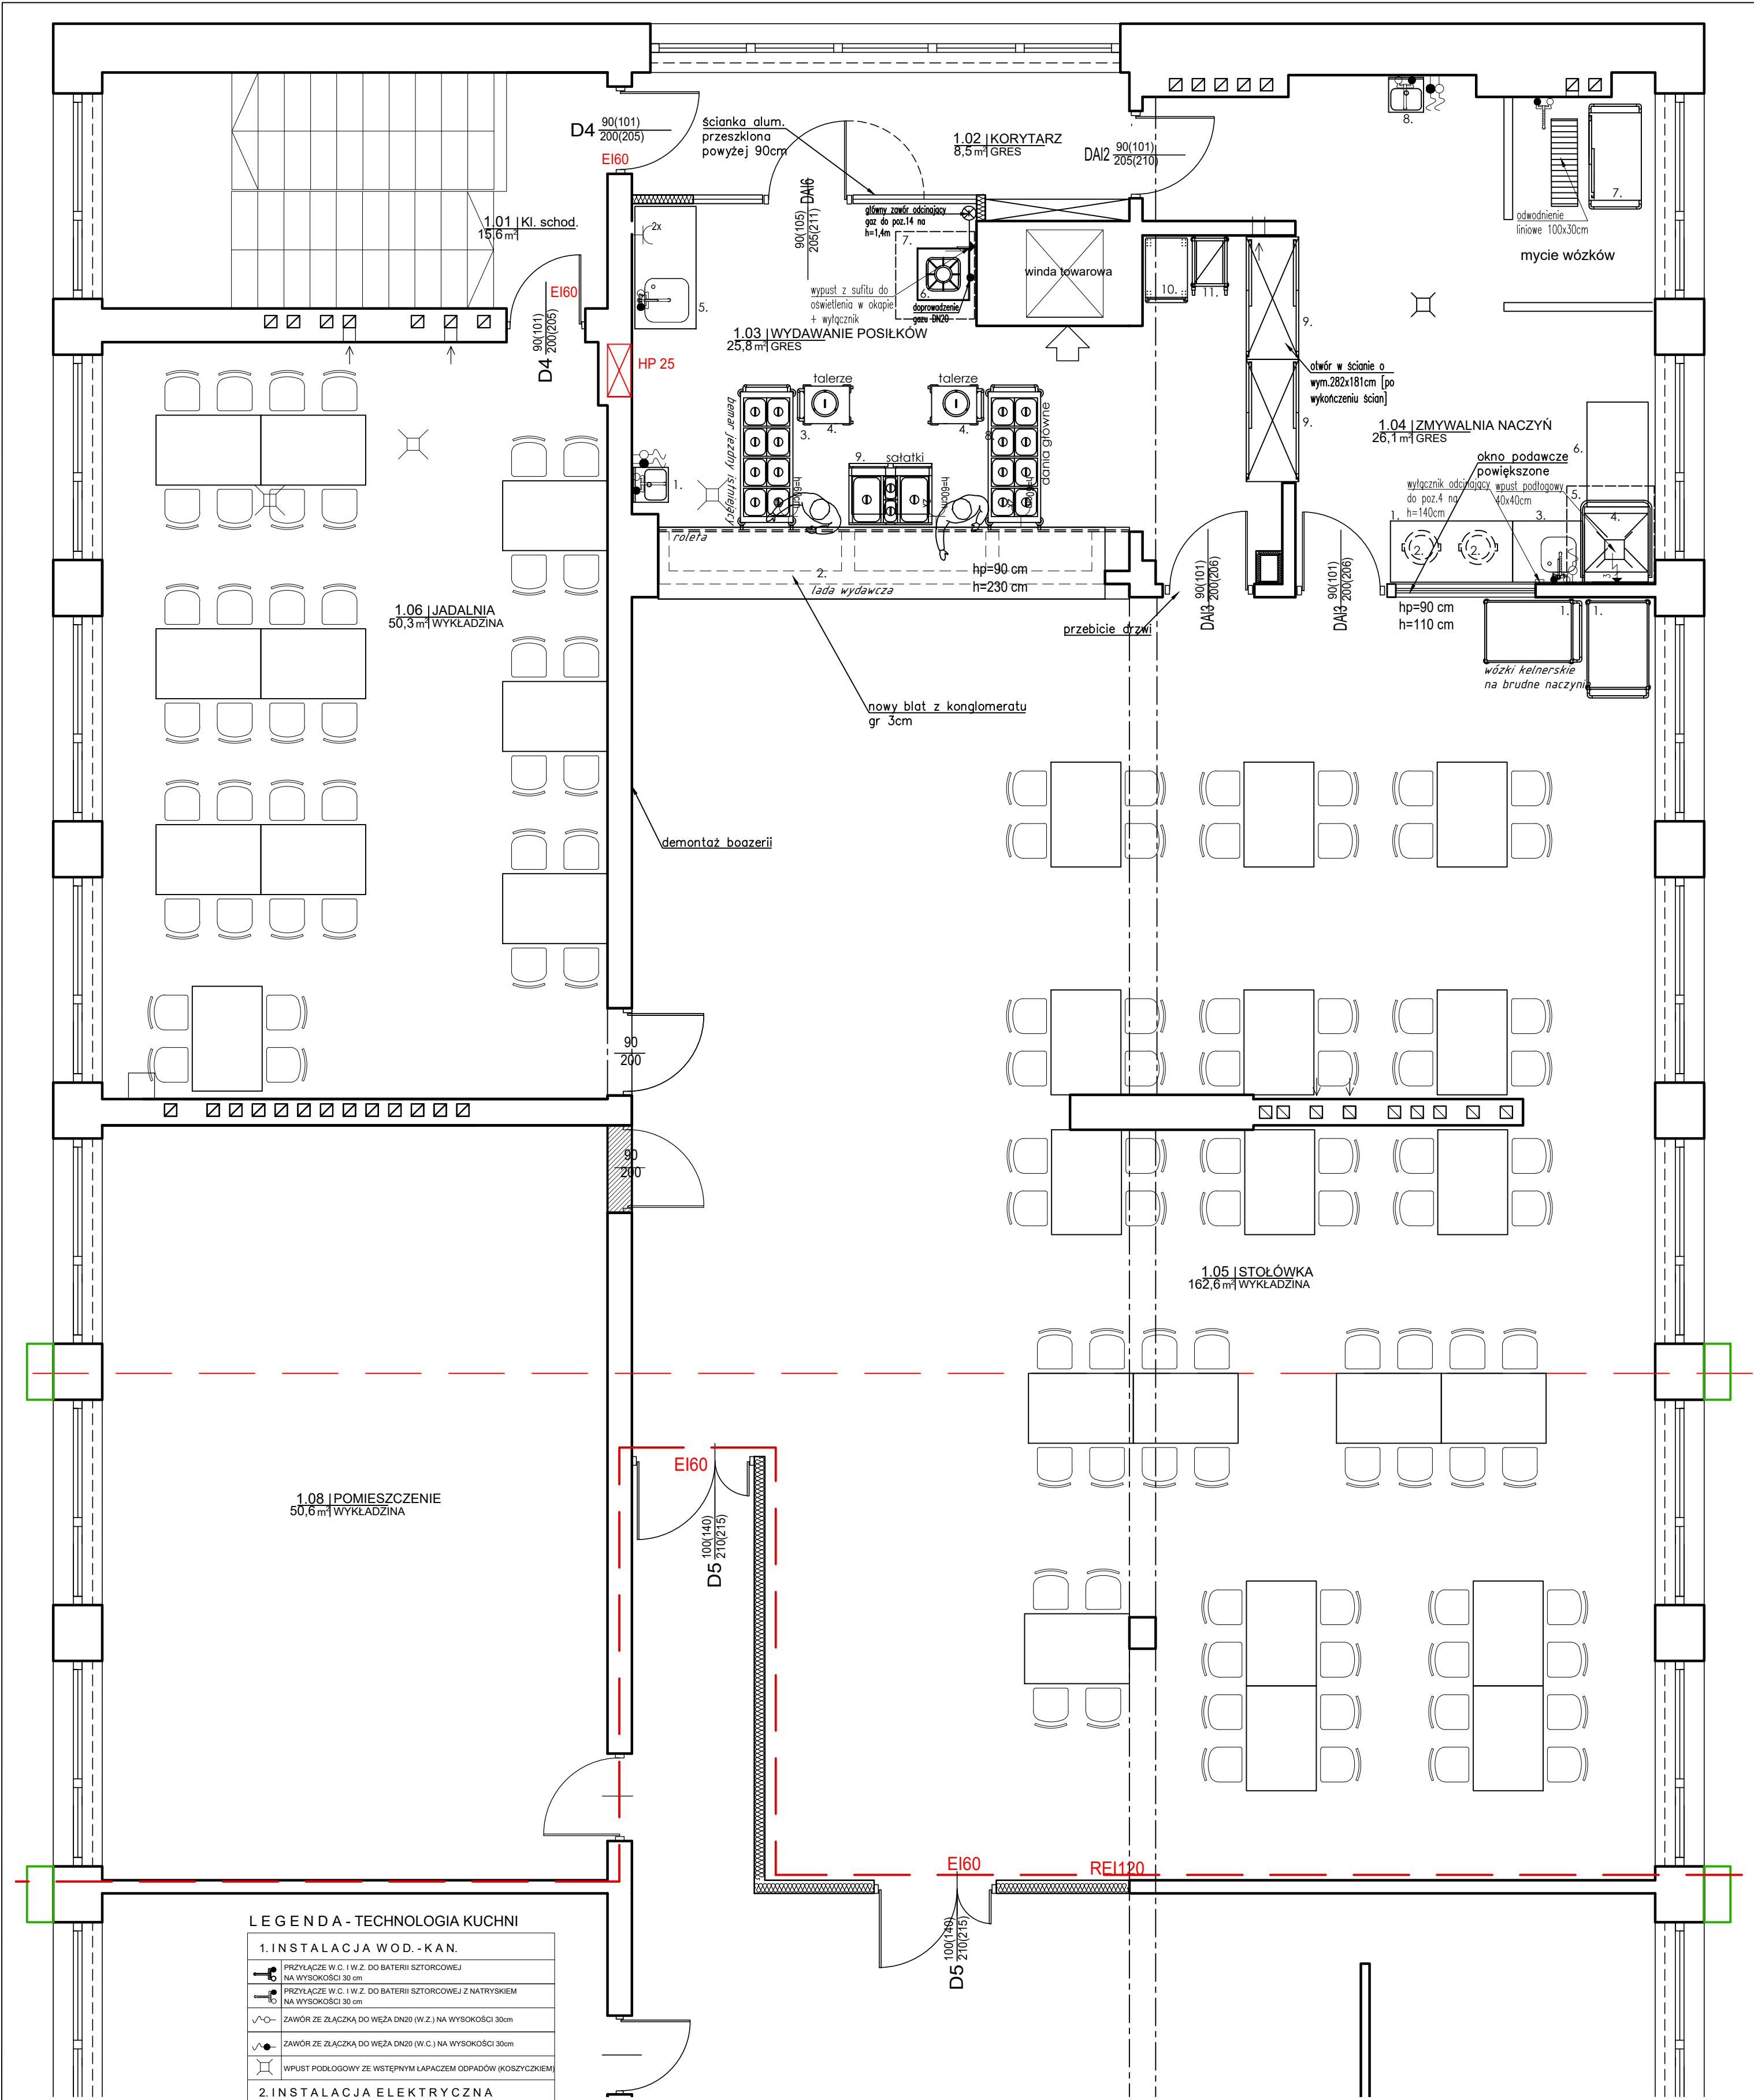 D4 90(101)
200(205)
EI60
ścianka alum.
przeszklona
powyżej 90cm
1.02 | KORYTARZ
8,5 m² GRES
DAl2 90(101)
205(210)
8.
7.
odwodnienie
liniowe 100x30cm
mycie wózków
1.01 | Kl. schod.
15,6 m²
2x
5.
90(105) DAl6
205(211)
główny zawór odcinający
gaz do poz.14 na
h=1,4m
7.
6.
wypust z sufitu do
oświetlenia w okapie
+ wyłącznik
doprowadzenie
gazu DN20
winda towarowa
10.
11.
9.
9.
EI60
D4 90(101)
200(205)
HP 25
1.03 | WYDAWANIE POSIŁKÓW
25,8 m² GRES
otwór w ścianie o
wym.282x181cm [po
wykończeniu ścian]
talerze
talerze
bemar jezdny istniejący
3.
4.
4.
8.
dania główne
9.
sałatki
h=60cm
h=60cm
1.
1.04 | ZMYWALNIA NACZYŃ
26,1 m² GRES
6.
okno podawcze
powiększone
wyłącznik odcinający
do poz.4 na
h=140cm
wpust podłogowy
40x40cm
5.
1.
2.
2.
3.
4.
roleta
2.
lada wydawcza
hp=90 cm
h=230 cm
DAl3 90(101)
200(206)
DAl3 90(101)
200(206)
hp=90 cm
h=110 cm
1.
1.
wózki kelnerskie
na brudne naczynia
przebicie drzwi
1.06 | JADALNIA
50,3 m² WYKŁADZINA
nowy blat z konglomeratu
gr 3cm
demontaż boazerii
90
200
90
200
1.05 | STOŁÓWKA
162,6 m² WYKŁADZINA
EI60
D5 100(140)
210(215)
1.08 | POMIESZCZENIE
50,6 m² WYKŁADZINA
EI60
REI120
D5 100(140)
210(215)
L E G E N D A - TECHNOLOGIA KUCHNI
1. I N S T A L A C J A W O D. - K A N.
PRZYŁĄCZE W.C. I W.Z. DO BATERII SZTORCOWEJ
NA WYSOKOŚCI 30 cm
PRZYŁĄCZE W.C. I W.Z. DO BATERII SZTORCOWEJ Z NATRYSKIEM
NA WYSOKOŚCI 30 cm
ZAWÓR ZE ZŁĄCZKĄ DO WĘŻA DN20 (W.Z.) NA WYSOKOŚCI 30cm
ZAWÓR ZE ZŁĄCZKĄ DO WĘŻA DN20 (W.C.) NA WYSOKOŚCI 30cm
WPUST PODŁOGOWY ZE WSTĘPNYM ŁAPACZEM ODPADÓW (KOSZYCZKIEM)
2. I N S T A L A C J A E L E K T R Y C Z N A